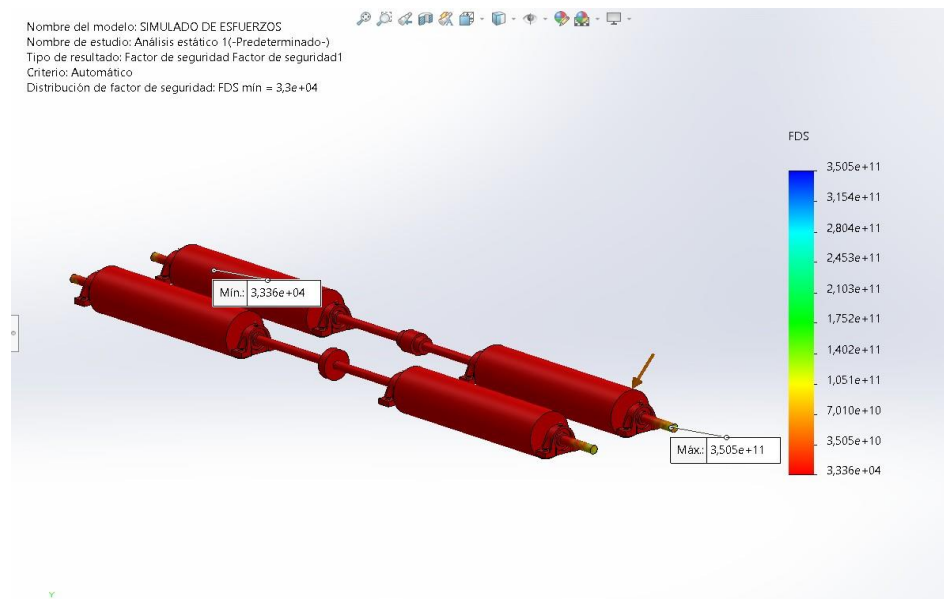 Nombre del modelo: SIMULADO DE ESFUERZOS
Nombre de estudio: Análisis estático 1(-Predeterminado-)
Tipo de resultado: Factor de seguridad Factor de seguridad1
Criterio: Automático
Distribución de factor de seguridad: FDS mín = 3,3e+04
FDS
3,505e+11
3,154e+11
2,804e+11
2,453e+11
2,103e+11
1,752e+11
1,402e+11
1,051e+11
7,010e+10
3,505e+10
3,336e+04
Mín.: 3,336e+04
Máx.: 3,505e+11
Y